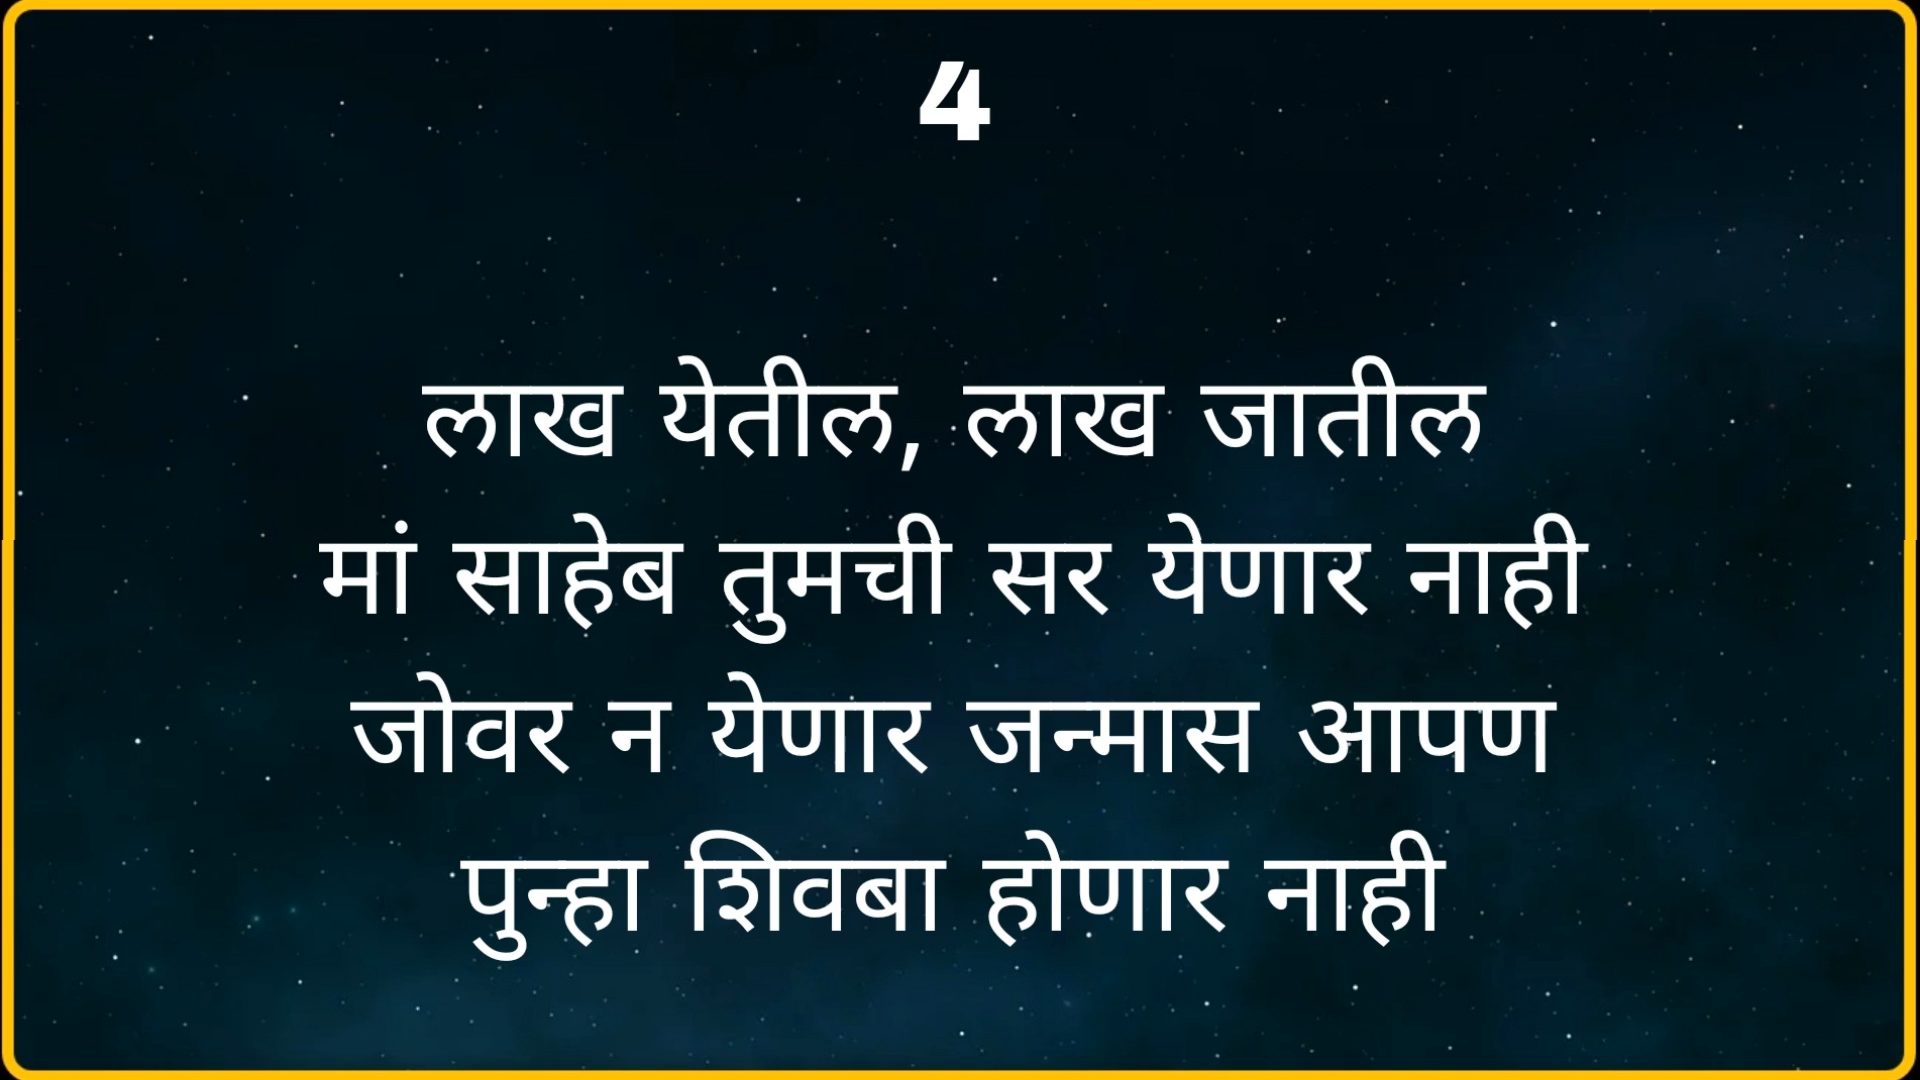 4
लाख येतील, लाख जातील
मां साहेब तुमची सर येणार नाही
जोवर न येणार जन्मास आपण
पुन्हा शिवबा होणार नाही